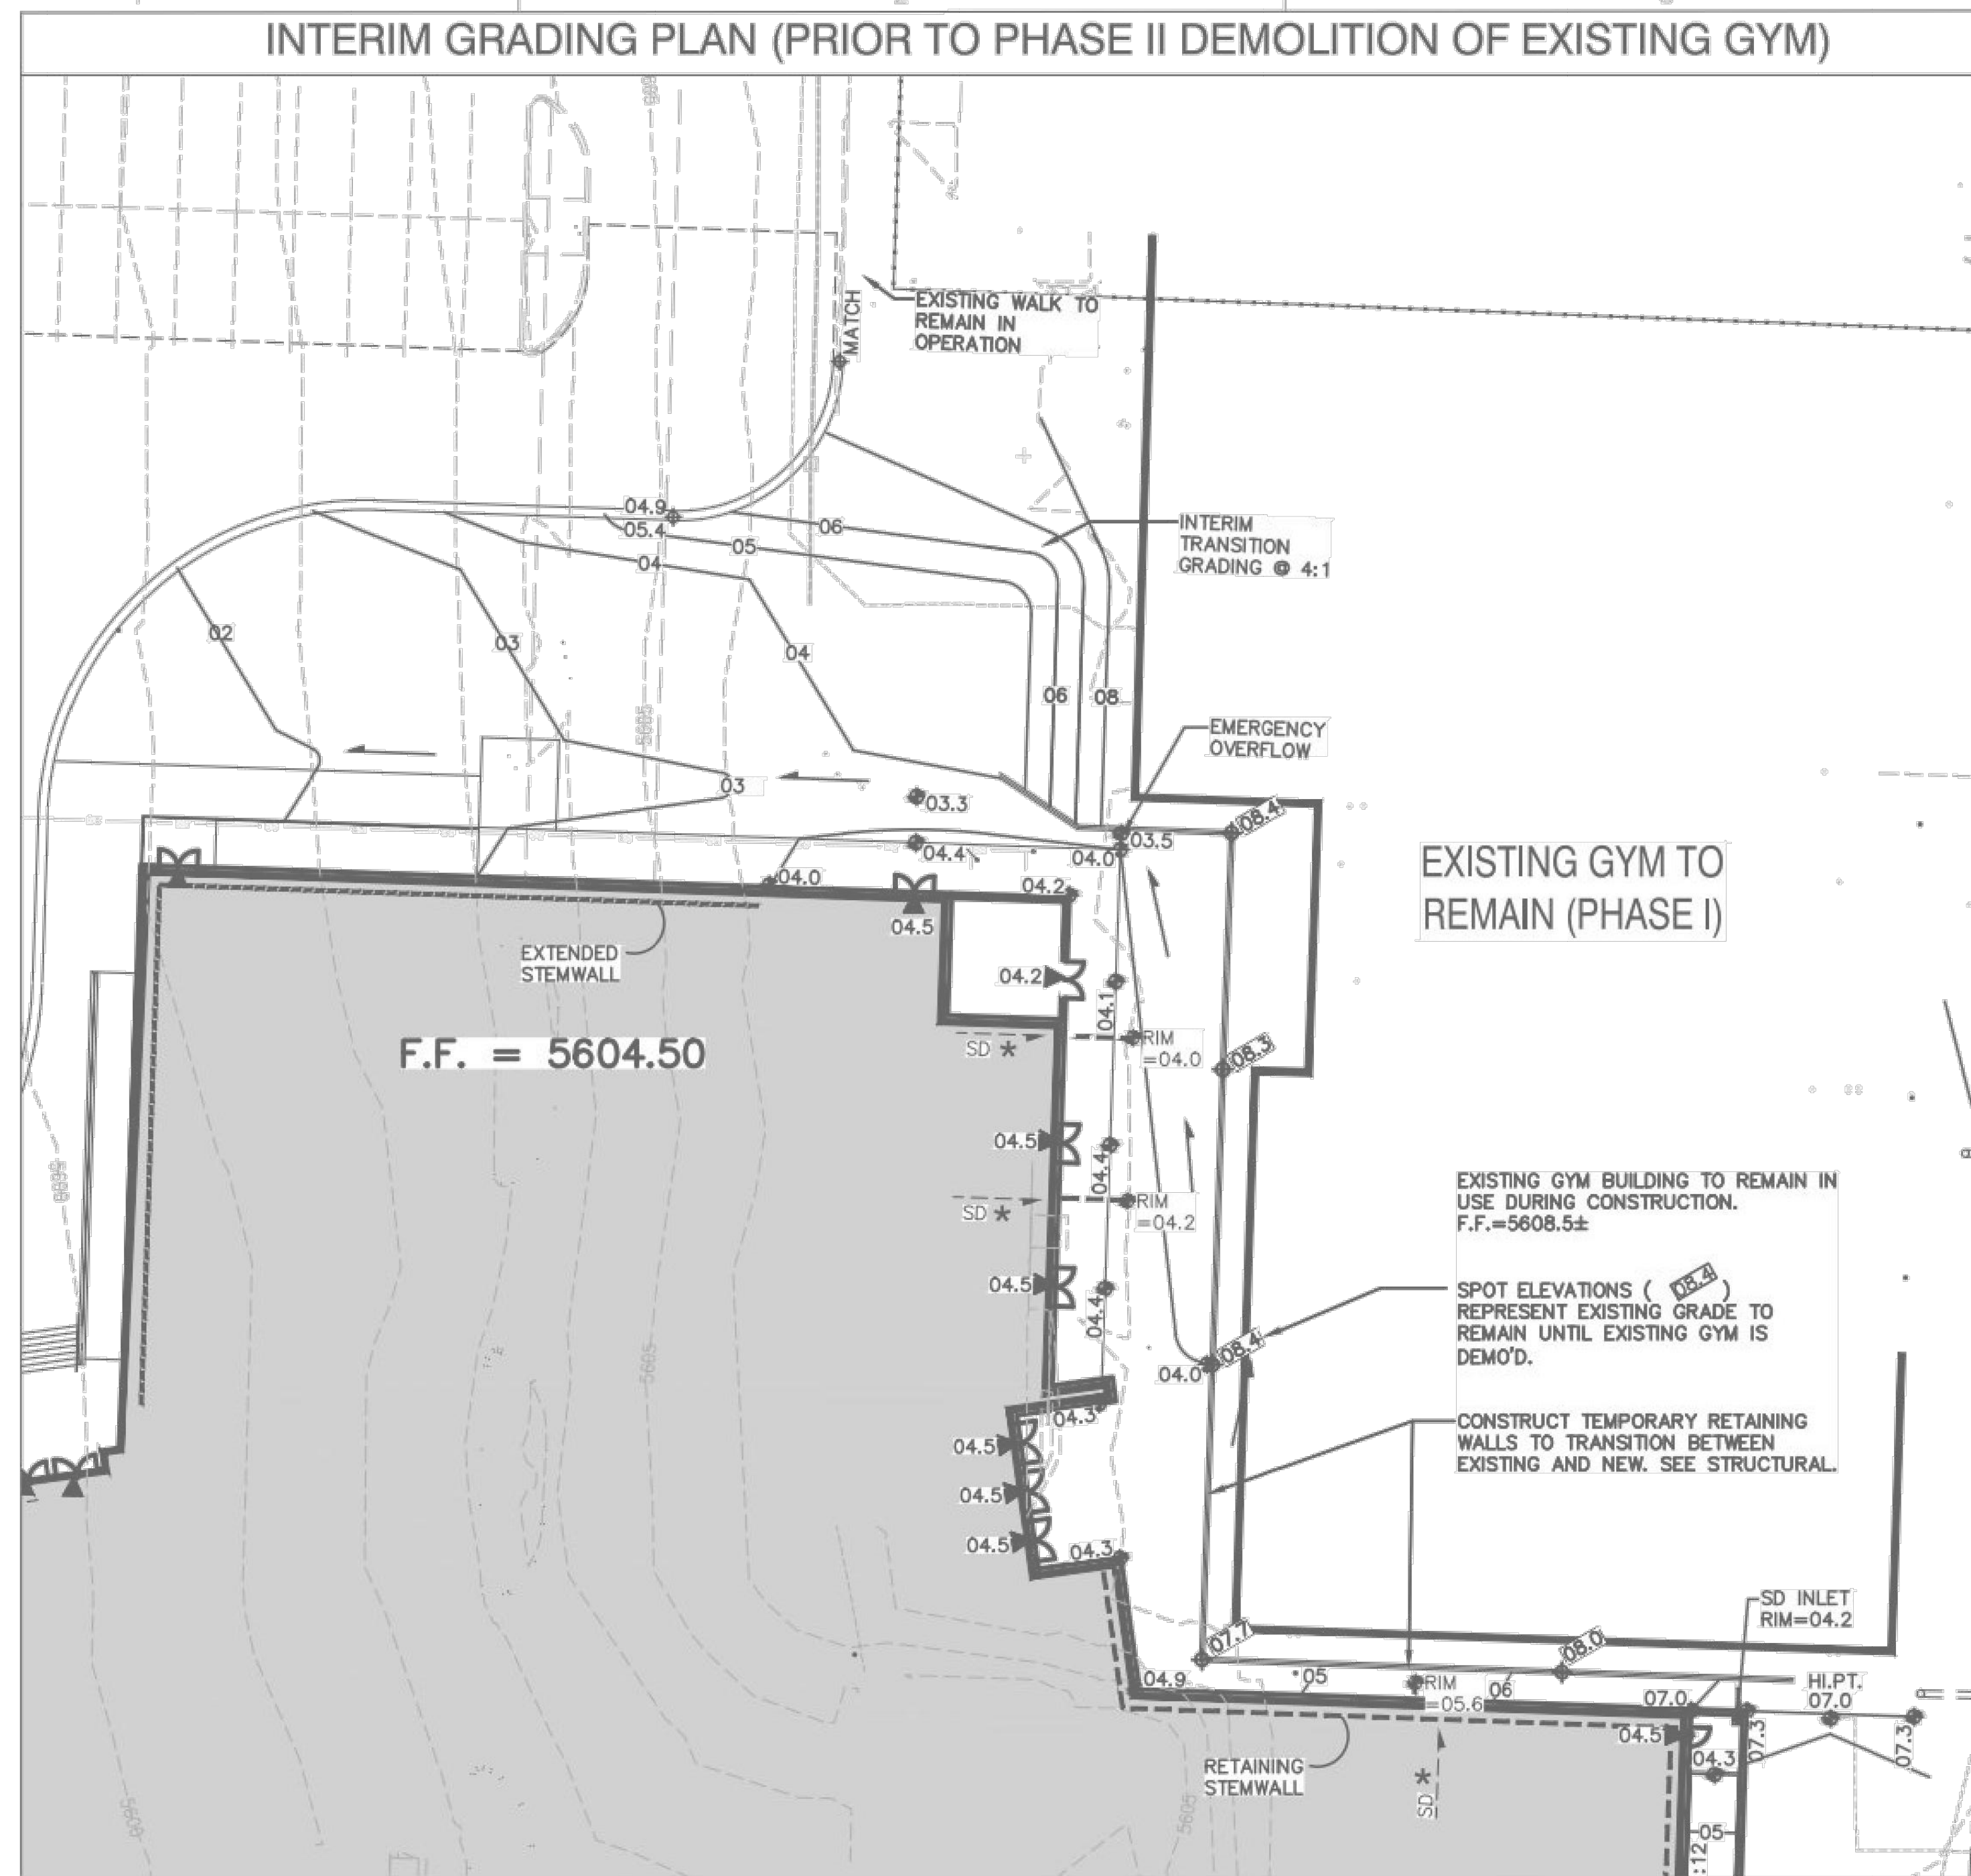 INTERIM GRADING PLAN (PRIOR TO PHASE II DEMOLITION OF EXISTING GYM)
MATCH
EXISTING WALK TO
REMAIN IN
OPERATION
04.9
05.4
06
05
04
INTERIM
TRANSITION
GRADING @ 4:1
02
03
04
06
08
EMERGENCY
OVERFLOW
03
03.3
08.4
03.5
04.4
04.0
04.0
04.2
04.5
EXISTING GYM TO
REMAIN (PHASE I)
EXTENDED
STEMWALL
04.2
04.1
F.F. = 5604.50
SD *
RIM
=04.0
08.3
04.5
04.4
SD *
RIM
=04.2
5600
EXISTING GYM BUILDING TO REMAIN IN
USE DURING CONSTRUCTION.
F.F.=5608.5±
04.5
04.4
SPOT ELEVATIONS ( 08.4 )
REPRESENT EXISTING GRADE TO
REMAIN UNTIL EXISTING GYM IS
DEMO'D.
5605
08.4
04.0
04.3
04.5
CONSTRUCT TEMPORARY RETAINING
WALLS TO TRANSITION BETWEEN
EXISTING AND NEW. SEE STRUCTURAL.
04.5
04.5
04.3
SD INLET
RIM=04.2
07.7
08.0
04.9
05
RIM
=05.6
06
07.0
HI.PT.
07.0
04.5
07.3
07.3
04.3
RETAINING
STEMWALL
SD *
5605
5600
05
:12